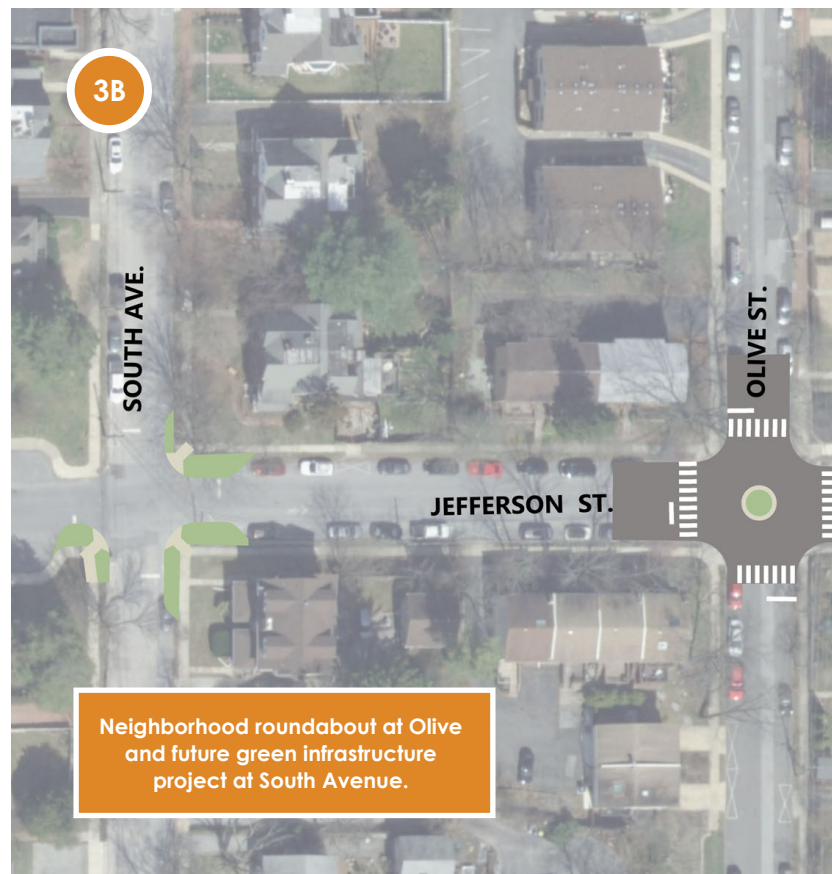 3B
SOUTH AVE.
OLIVE ST.
JEFFERSON ST.
Neighborhood roundabout at Olive
and future green infrastructure
project at South Avenue.